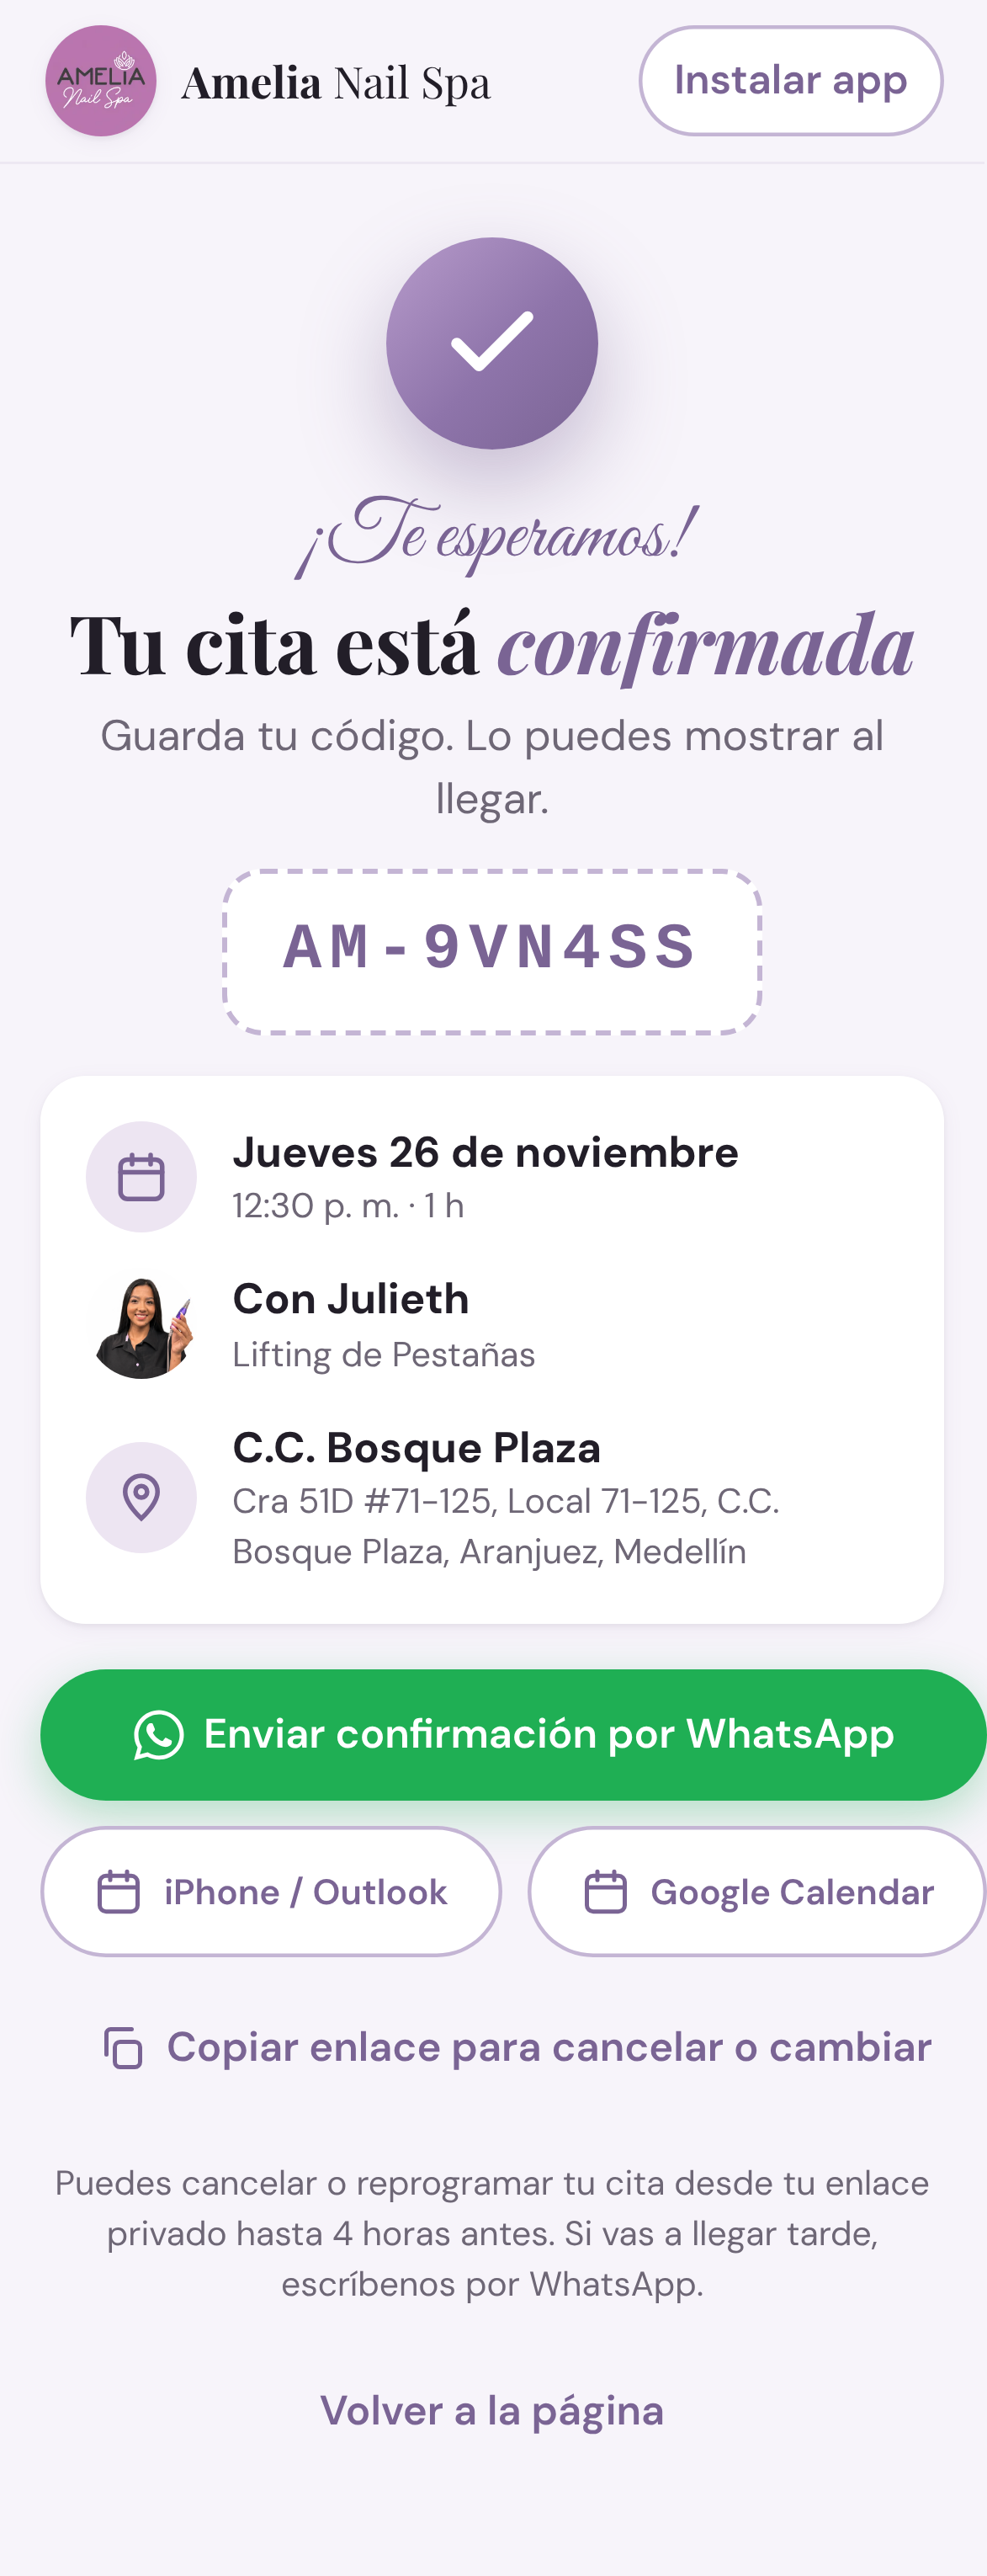 AMELIA
Nail Spa
Amelia Nail Spa
Instalar app
¡Te esperamos!
Tu cita está confirmada
Guarda tu código. Lo puedes mostrar al
llegar.
AM-9VN4SS
Jueves 26 de noviembre
12:30 p. m. · 1 h
Con Julieth
Lifting de Pestañas
C.C. Bosque Plaza
Cra 51D #71-125, Local 71-125, C.C.
Bosque Plaza, Aranjuez, Medellín
Enviar confirmación por WhatsApp
iPhone / Outlook
Google Calendar
Copiar enlace para cancelar o cambiar
Puedes cancelar o reprogramar tu cita desde tu enlace
privado hasta 4 horas antes. Si vas a llegar tarde,
escríbenos por WhatsApp.
Volver a la página